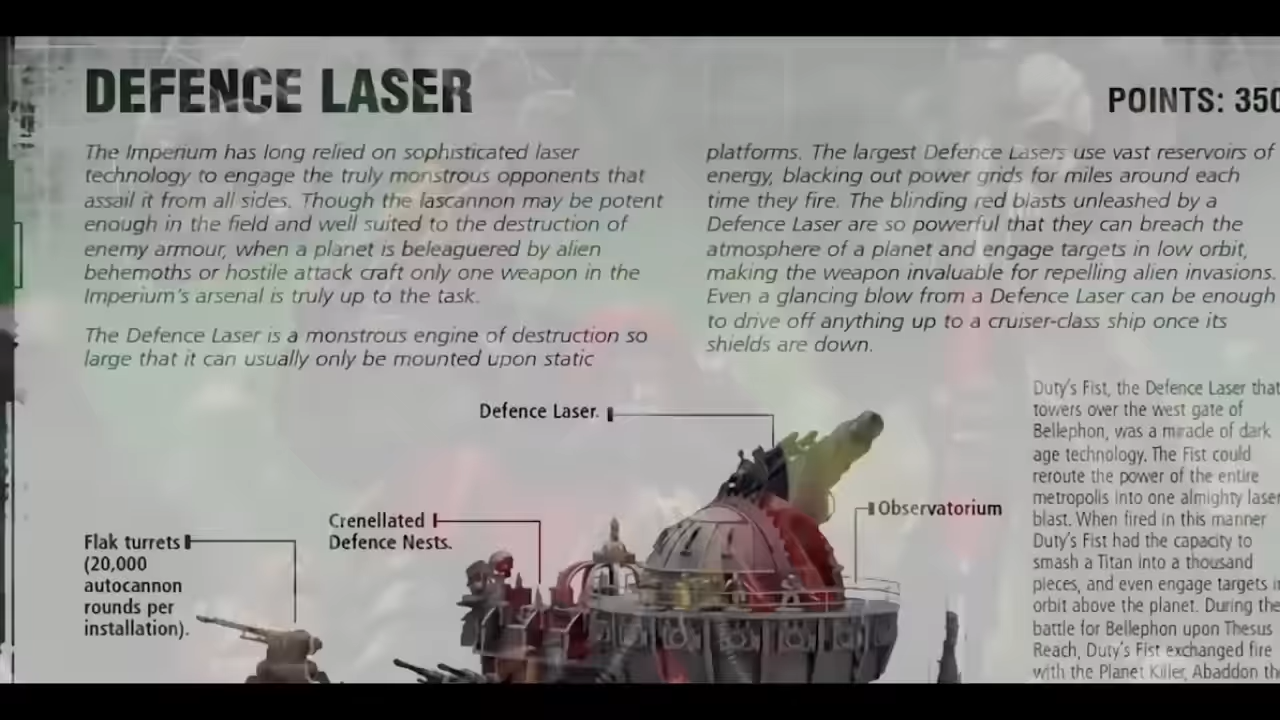 DEFENCE LASER
POINTS: 350
The Imperium has long relied on sophisticated laser
technology to engage the truly monstrous opponents that
assail it from all sides. Though the lascannon may be potent
enough in the field and well suited to the destruction of
enemy armour, when a planet is beleaguered by alien
behemoths or hostile attack craft only one weapon in the
Imperium's arsenal is truly up to the task.
The Defence Laser is a monstrous engine of destruction so
large that it can usually only be mounted upon static
platforms. The largest Defence Lasers use vast reservoirs of
energy, blacking out power grids for miles around each
time they fire. The blinding red blasts unleashed by a
Defence Laser are so powerful that they can breach the
atmosphere of a planet and engage targets in low orbit,
making the weapon invaluable for repelling alien invasions.
Even a glancing blow from a Defence Laser can be enough
to drive off anything up to a cruiser-class ship once its
shields are down.
Defence Laser.
Crenellated
Defence Nests.
Observatorium
Flak turrets
(20,000
autocannon
rounds per
installation).
Duty's Fist, the Defence Laser that
towers over the west gate of
Bellephon, was a miracle of dark
age technology. The Fist could
reroute the power of the entire
metropolis into one almighty laser
blast. When fired in this manner
Duty's Fist had the capacity to
smash a Titan into a thousand
pieces, and even engage targets in
orbit above the planet. During the
battle for Bellephon upon Thesus
Reach, Duty's Fist exchanged fire
with the Planet Killer, Abaddon the